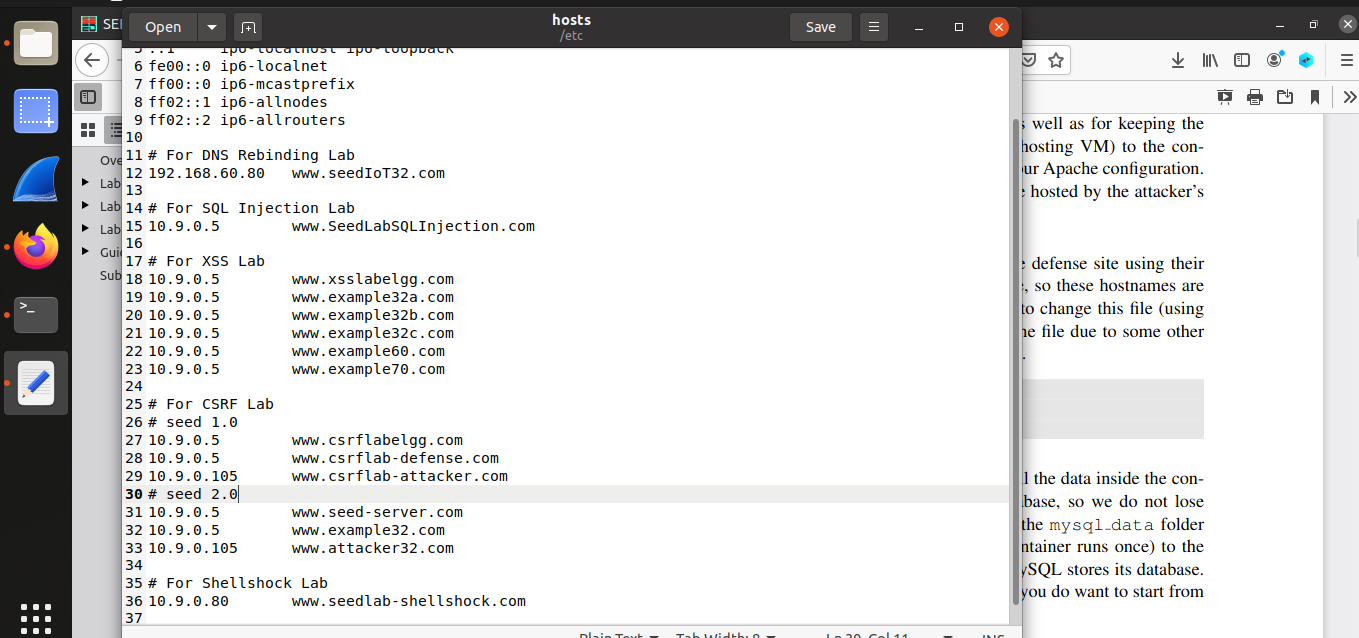 SEE
Open
hosts
/etc
Save
5 ::1 ip6-localhost ip6-loopback
6 fe00::0 ip6-localnet
7 ff00::0 ip6-mcastprefix
8 ff02::1 ip6-allnodes
9 ff02::2 ip6-allrouters
10
11 # For DNS Rebinding Lab
12 192.168.60.80 www.seedIoT32.com
13
14 # For SQL Injection Lab
15 10.9.0.5 www.SeedLabSQLInjection.com
16
17 # For XSS Lab
18 10.9.0.5 www.xsslabelgg.com
19 10.9.0.5 www.example32a.com
20 10.9.0.5 www.example32b.com
21 10.9.0.5 www.example32c.com
22 10.9.0.5 www.example60.com
23 10.9.0.5 www.example70.com
24
25 # For CSRF Lab
26 # seed 1.0
27 10.9.0.5 www.csrflabelgg.com
28 10.9.0.5 www.csrflab-defense.com
29 10.9.0.105 www.csrflab-attacker.com
30 # seed 2.0
31 10.9.0.5 www.seed-server.com
32 10.9.0.5 www.example32.com
33 10.9.0.105 www.attacker32.com
34
35 # For Shellshock Lab
36 10.9.0.80 www.seedlab-shellshock.com
37
Plain Text Tab Width: 8 Ln 30, Col 11 INS
Ove
Lab
Lab
Lab
Gui
Sub
s well as for keeping the
hosting VM) to the con-
our Apache configuration.
e hosted by the attacker's
e defense site using their
e, so these hostnames are
to change this file (using
he file due to some other
.
l the data inside the con-
base, so we do not lose
the mysql_data folder
ntainer runs once) to the
ySQL stores its database.
you do want to start from